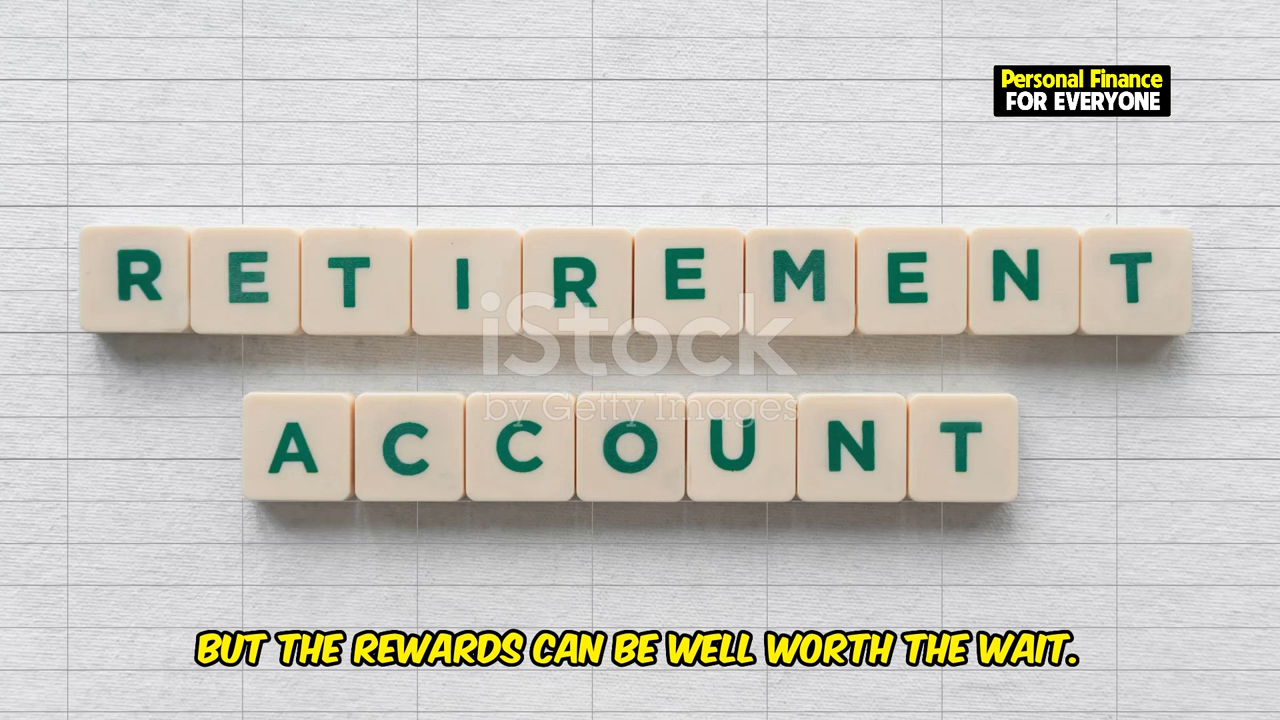 Personal Finance
FOR EVERYONE
RETIREMENT
iStock
by Getty Images
ACCOUNT
BUT THE REWARDS CAN BE WELL WORTH THE WAIT.